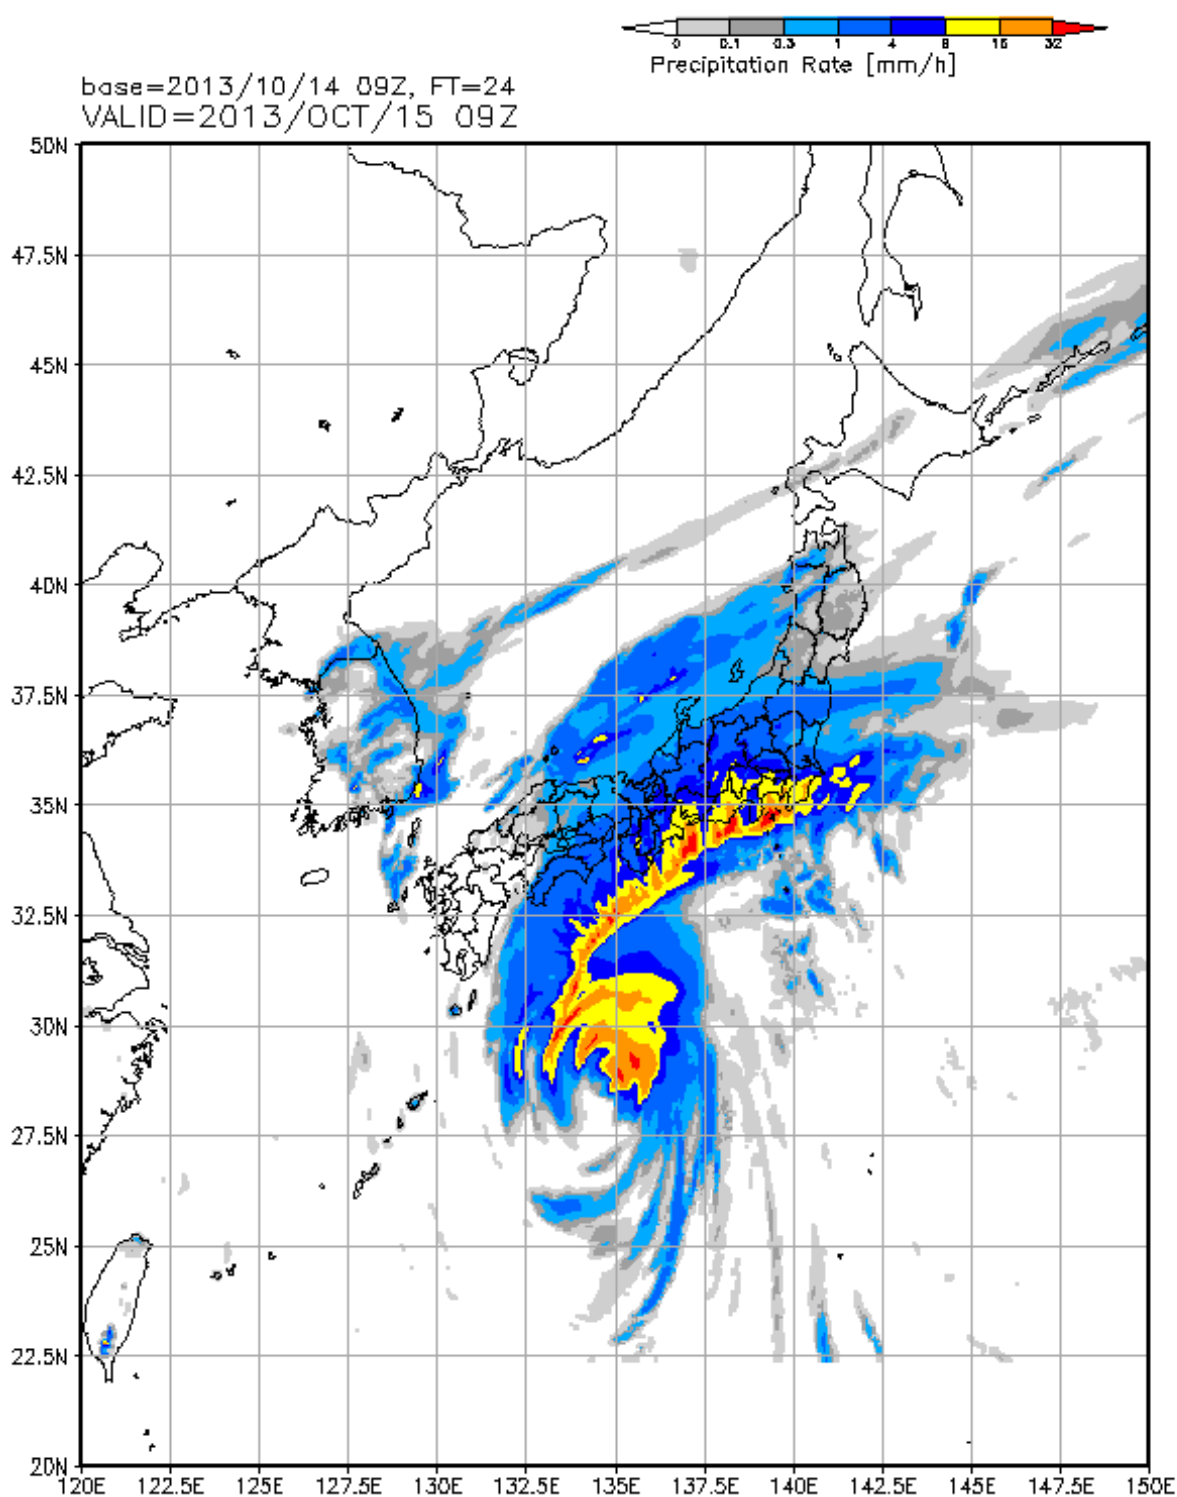 0 0.1 0.3 1 4 8 16 32
Precipitation Rate [mm/h]
base=2013/10/14 09Z, FT=24
VALID=2013/OCT/15 09Z
50N
47.5N
45N
42.5N
40N
37.5N
35N
32.5N
30N
27.5N
25N
22.5N
20N
120E 122.5E 125E 127.5E 130E 132.5E 135E 137.5E 140E 142.5E 145E 147.5E 150E